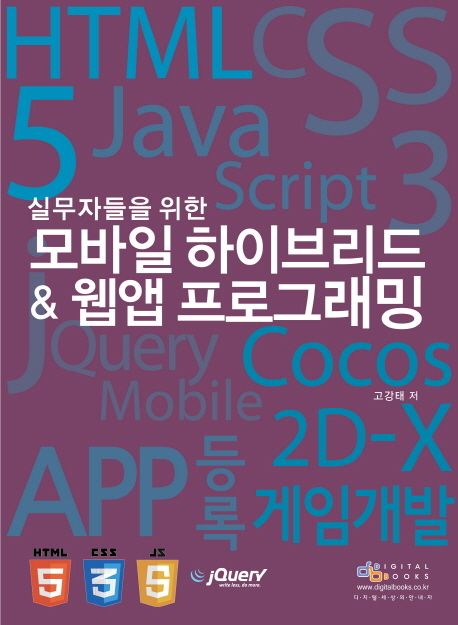 HTML
5
CSS
3
Java
Script
실무자들을 위한
모바일 하이브리드
& 웹앱 프로그래밍
jQuery
Mobile
Cocos
2D-X
게임개발
고강태 저
APP
등
록
HTML
5
CSS
3
JS
5
jQuery
write less, do more.
DIGITAL
BOOKS
www.digitalbooks.co.kr
디·지·털·세·상·의·안·내·자